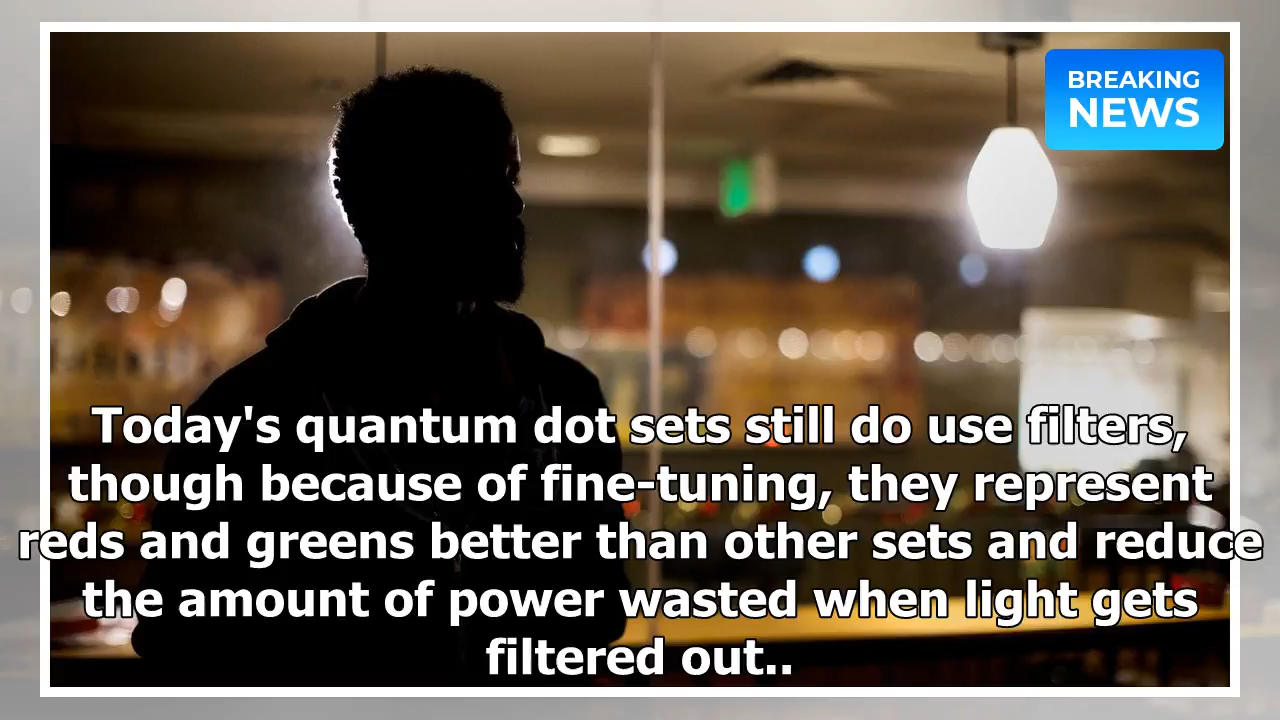 BREAKING
NEWS
Today's quantum dot sets still do use filters,
though because of fine-tuning, they represent
reds and greens better than other sets and reduce
the amount of power wasted when light gets
filtered out..